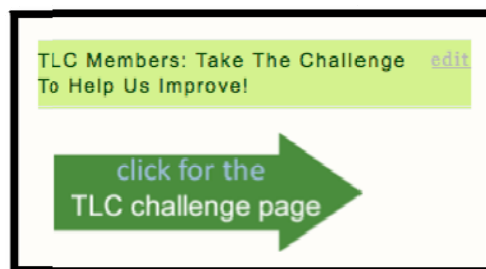 TLC Members: Take The Challenge edit
To Help Us Improve!
click for the
TLC challenge page